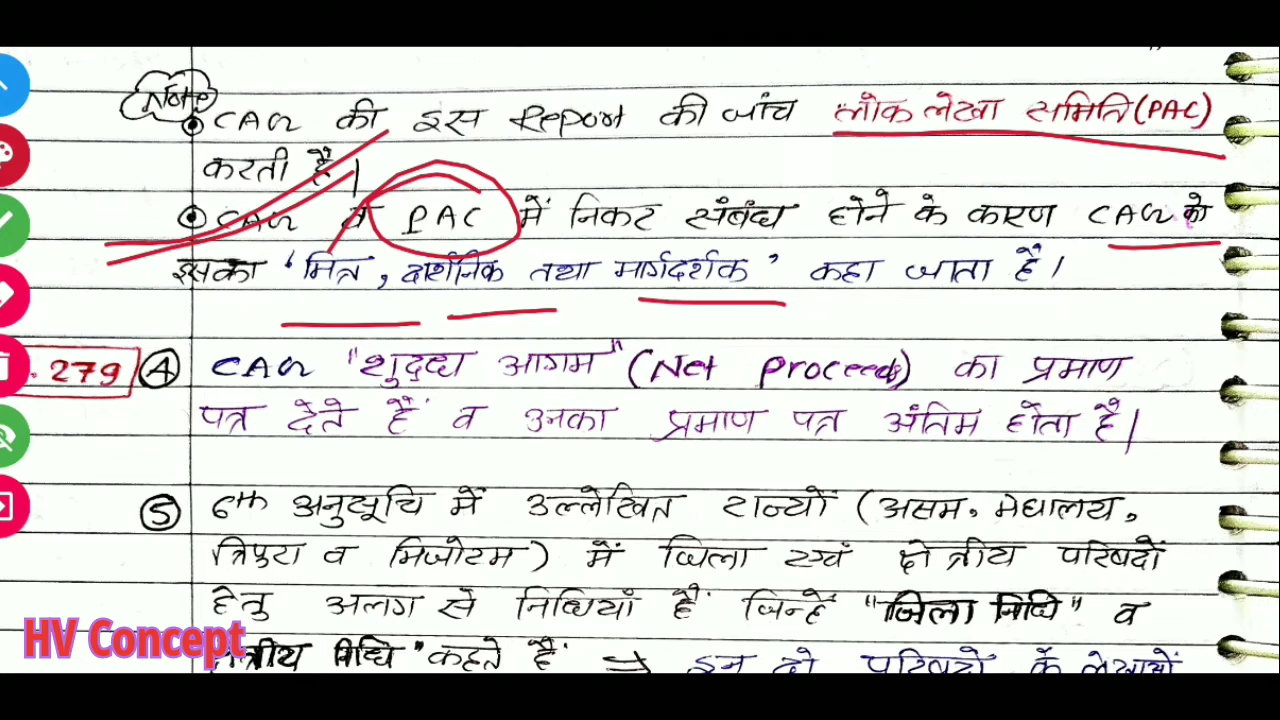 Note
• CAG की इस Report की जांच लोक लेखा समिति (PAC)
करती है।
• CAG व PAC में निकट संबंध होने के कारण CAG को
इसका 'मित्र, दार्शनिक तथा मार्गदर्शक' कहा जाता है।
. 279 ④ CAG "शुद्ध आगम" (Net Proceeds) का प्रमाण
पत्र देते हैं व उनका प्रमाण पत्र अंतिम होता है।
⑤ 6th अनुसूचि में उल्लेखित राज्यों (असम, मेघालय,
त्रिपुरा व मिजोरम) में जिला एवं क्षेत्रीय परिषदों
हेतु अलग से निधियाँ हैं जिन्हें "जिला निधि" व
क्षेत्रीय निधि" कहते हैं ⇒ इन दो परिषदों के लेखाओं
HV Concept